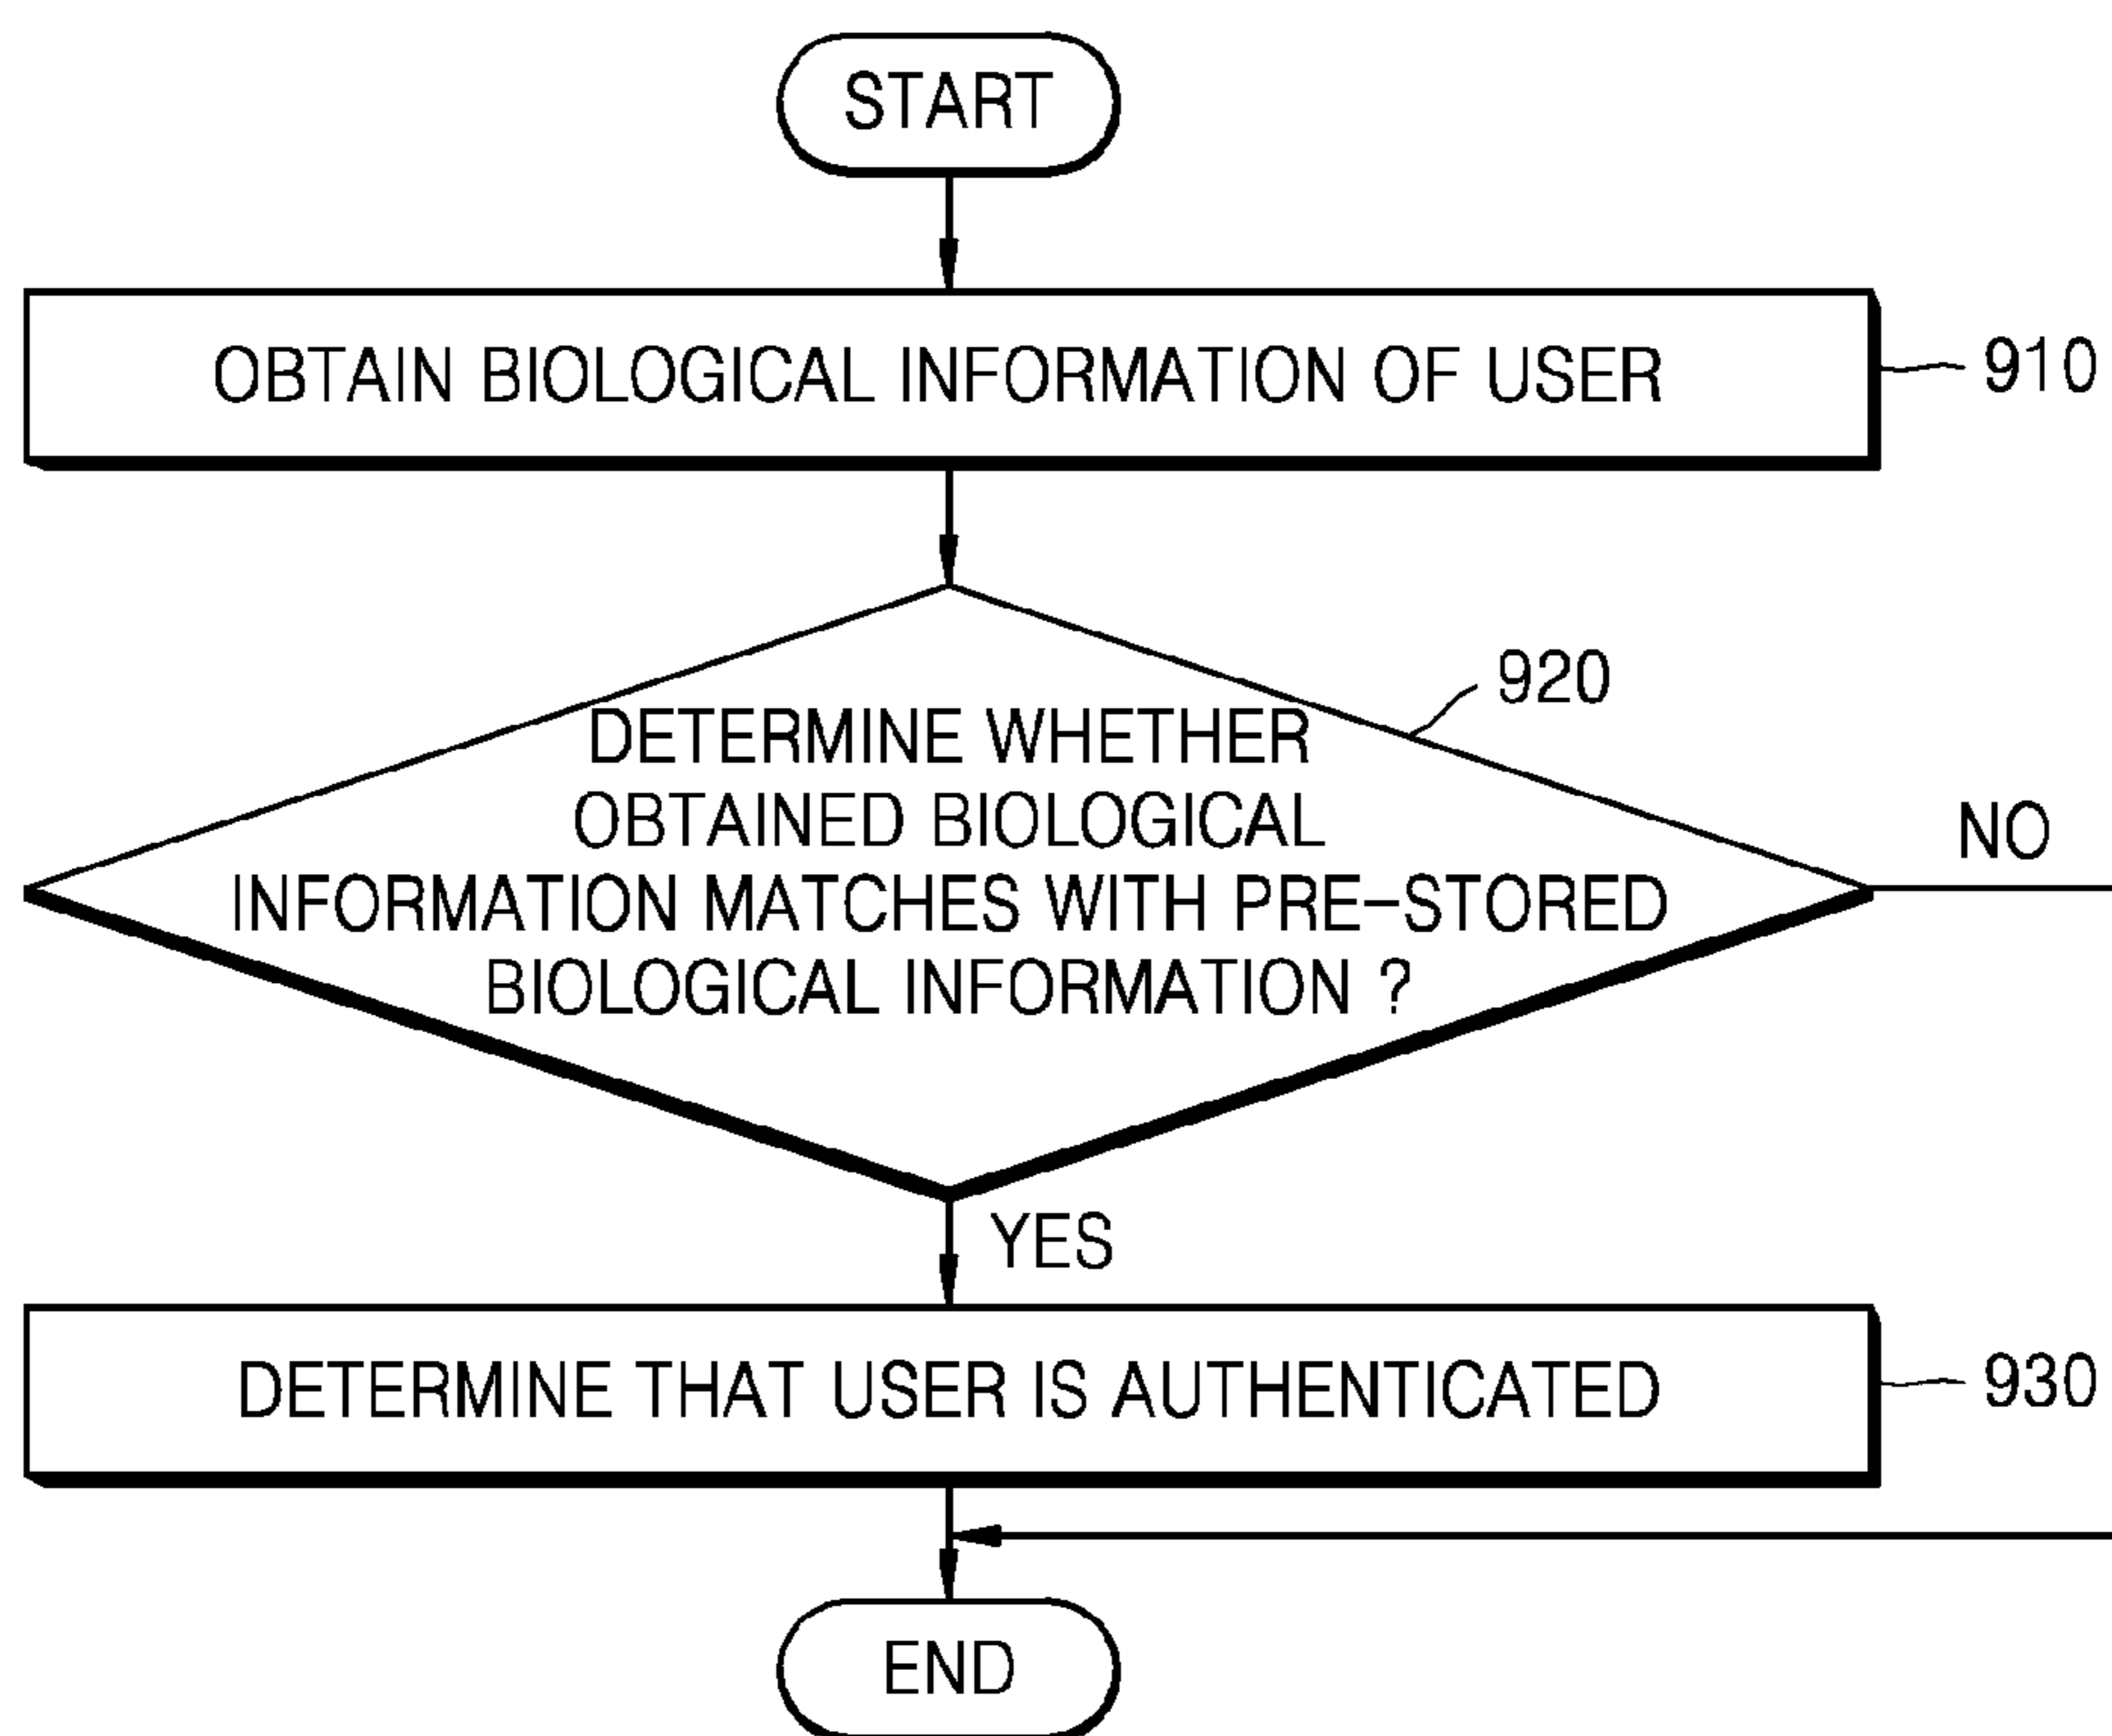 START
OBTAIN BIOLOGICAL INFORMATION OF USER
910
920
DETERMINE WHETHER
OBTAINED BIOLOGICAL
INFORMATION MATCHES WITH PRE-STORED
BIOLOGICAL INFORMATION ?
NO
YES
DETERMINE THAT USER IS AUTHENTICATED
930
END